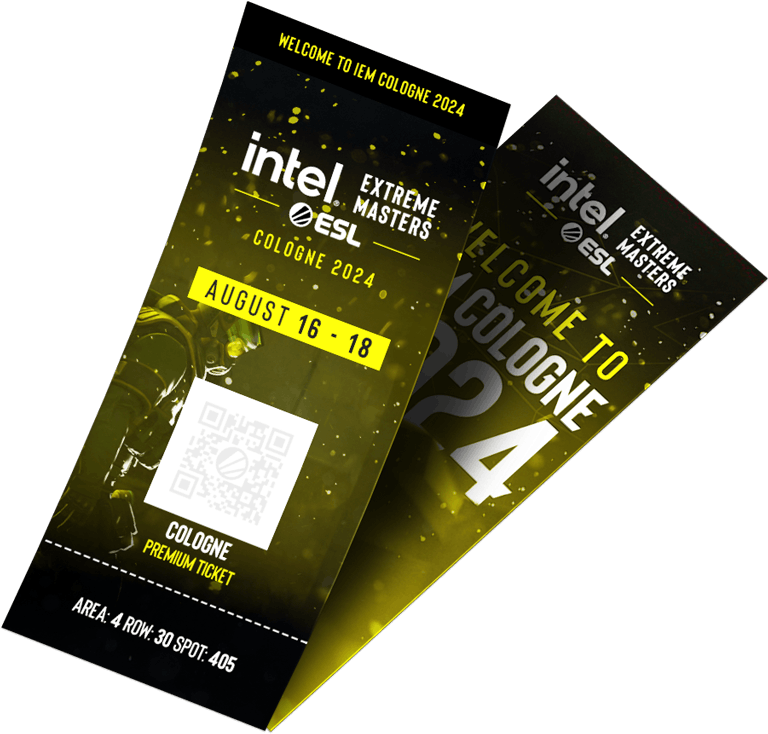 WELCOME TO IEM COLOGNE 2024
intel EXTREME
MASTERS
ESL
COLOGNE 2024
AUGUST 16 - 18
COLOGNE
PREMIUM TICKET
AREA: 4 ROW: 30 SPOT: 405
intel EXTREME
MASTERS
ESL
WELCOME TO
COLOGNE
24